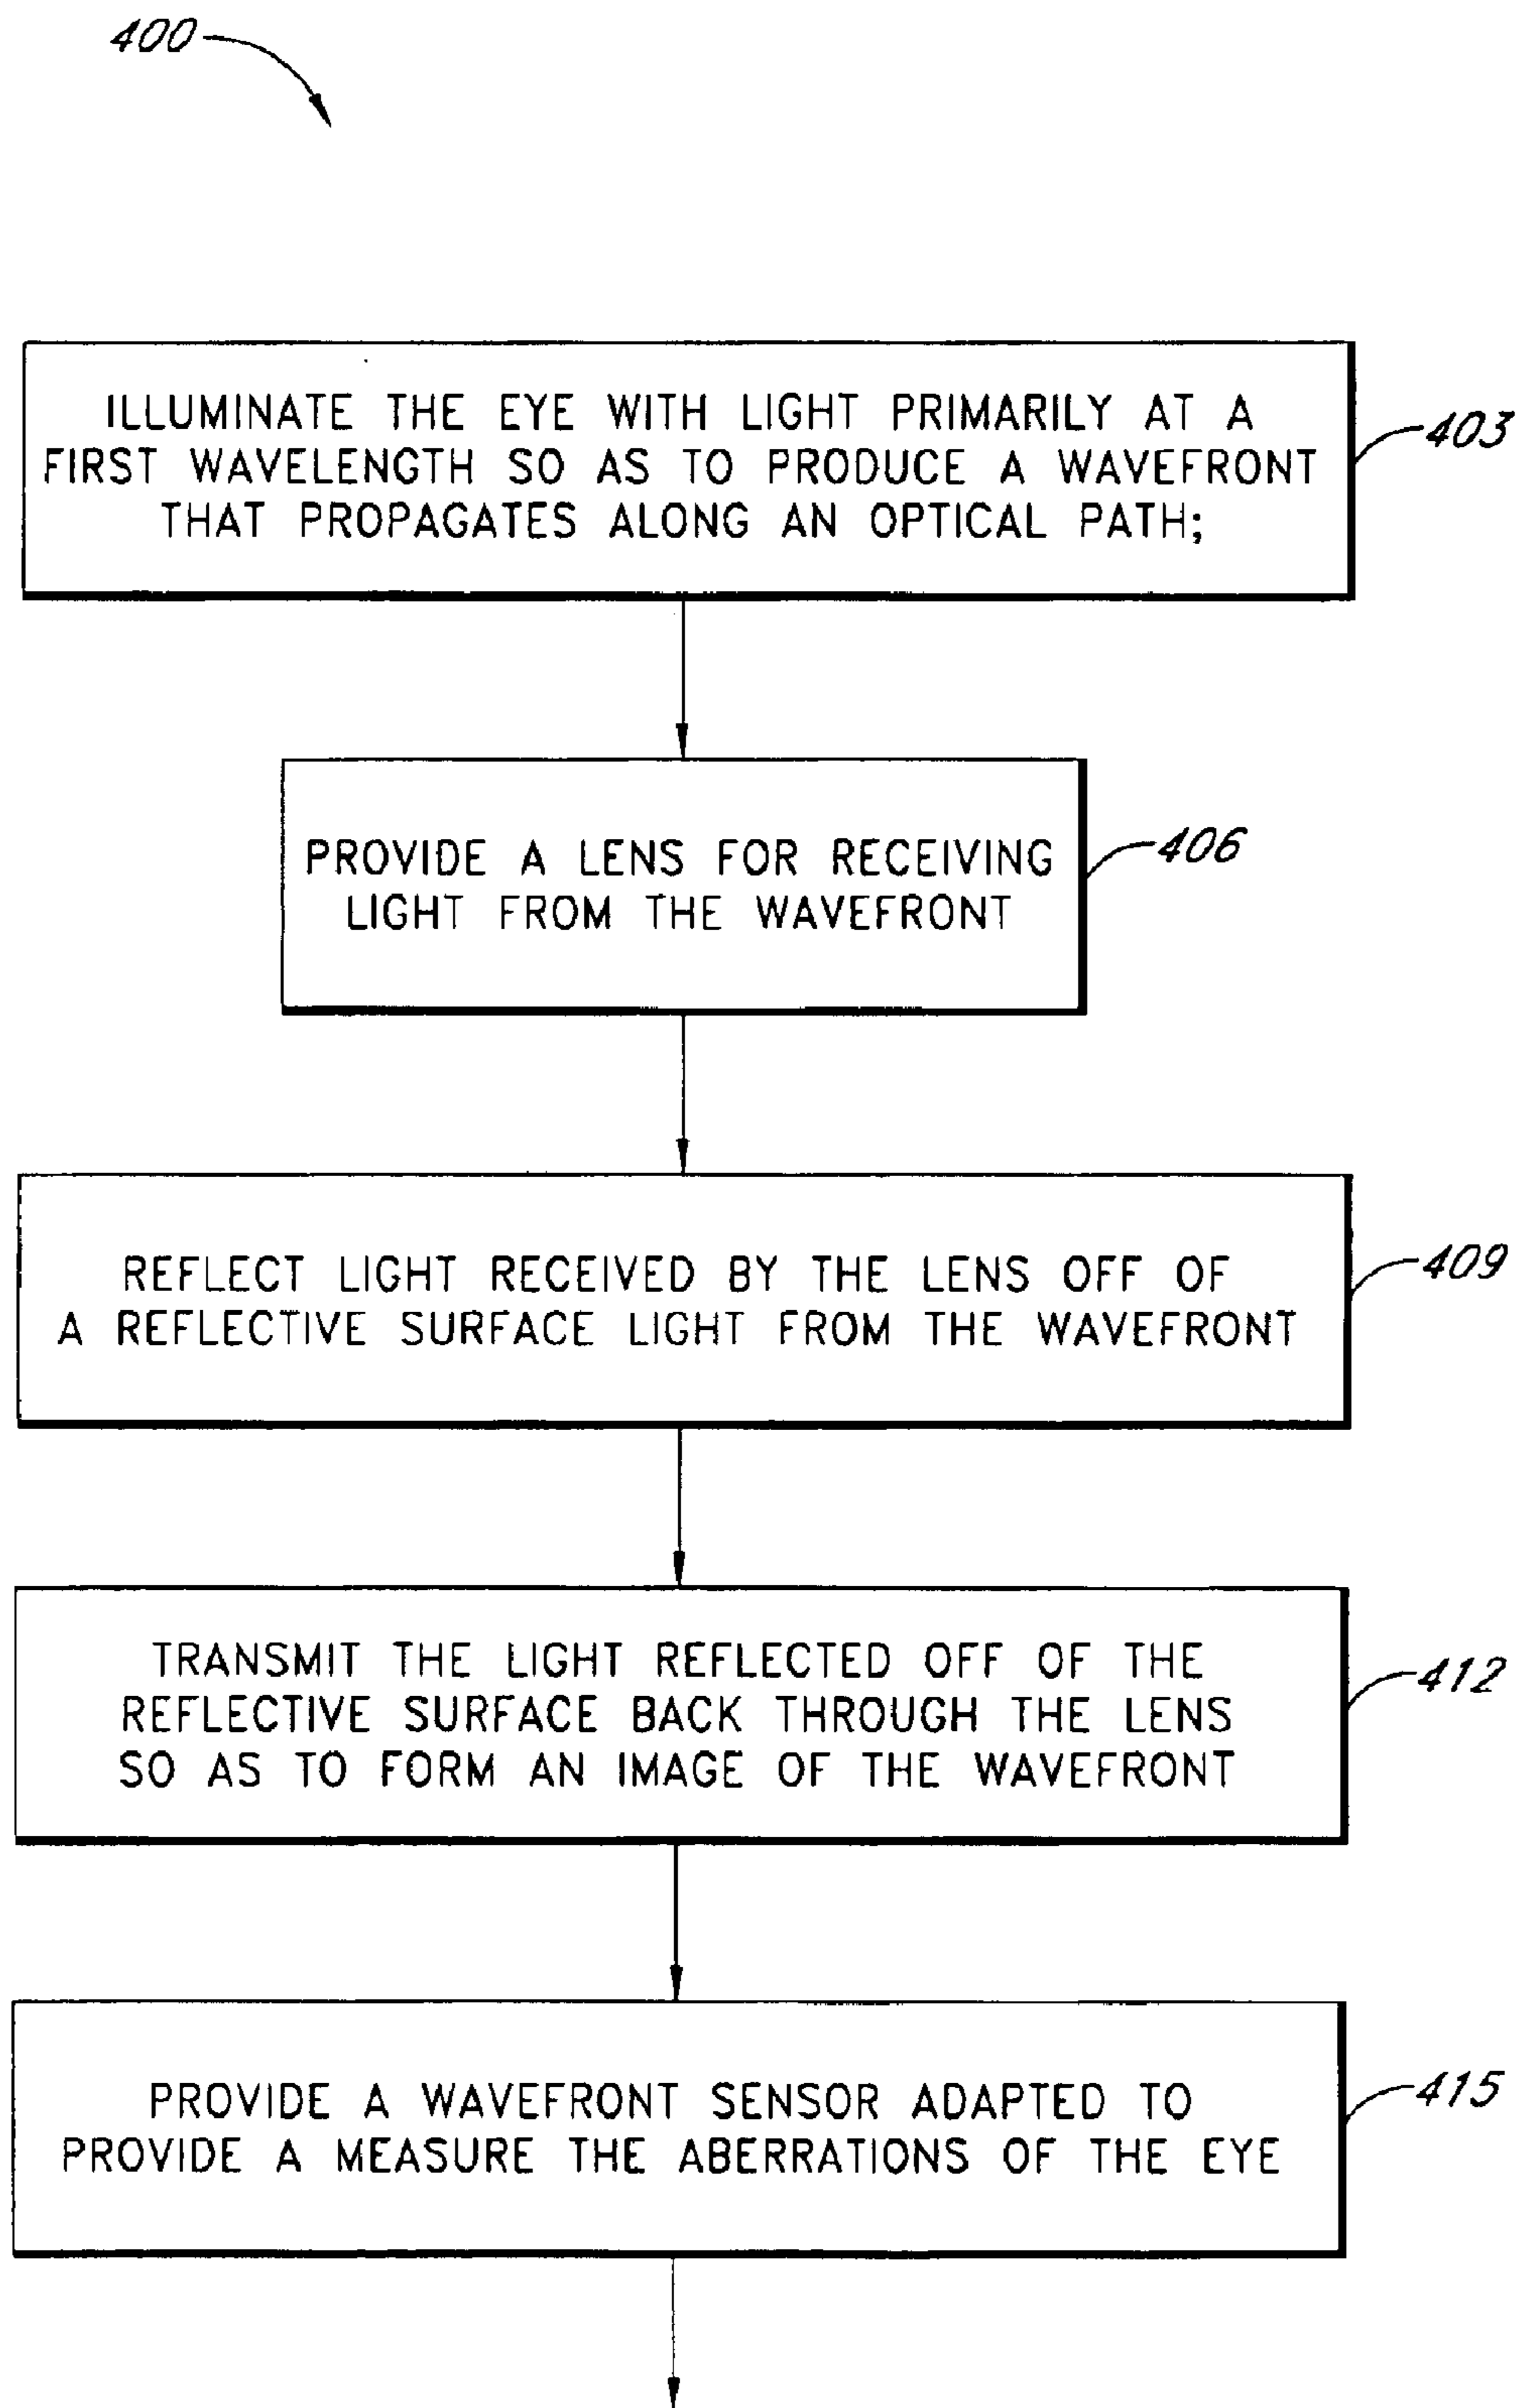 400
ILLUMINATE THE EYE WITH LIGHT PRIMARILY AT A
FIRST WAVELENGTH SO AS TO PRODUCE A WAVEFRONT
THAT PROPAGATES ALONG AN OPTICAL PATH;
403
PROVIDE A LENS FOR RECEIVING
LIGHT FROM THE WAVEFRONT
406
REFLECT LIGHT RECEIVED BY THE LENS OFF OF
A REFLECTIVE SURFACE LIGHT FROM THE WAVEFRONT
409
TRANSMIT THE LIGHT REFLECTED OFF OF THE
REFLECTIVE SURFACE BACK THROUGH THE LENS
SO AS TO FORM AN IMAGE OF THE WAVEFRONT
412
PROVIDE A WAVEFRONT SENSOR ADAPTED TO
PROVIDE A MEASURE THE ABERRATIONS OF THE EYE
415